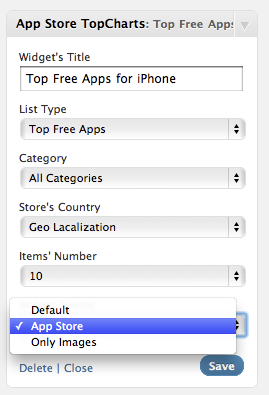 App Store TopCharts: Top Free Apps
Widget's Title
Top Free Apps for iPhone
List Type
Top Free Apps
Category
All Categories
Store's Country
Geo Lacalization
Items' Number
10
Default
✓ App Store
Only Images
Delete | Close
Save